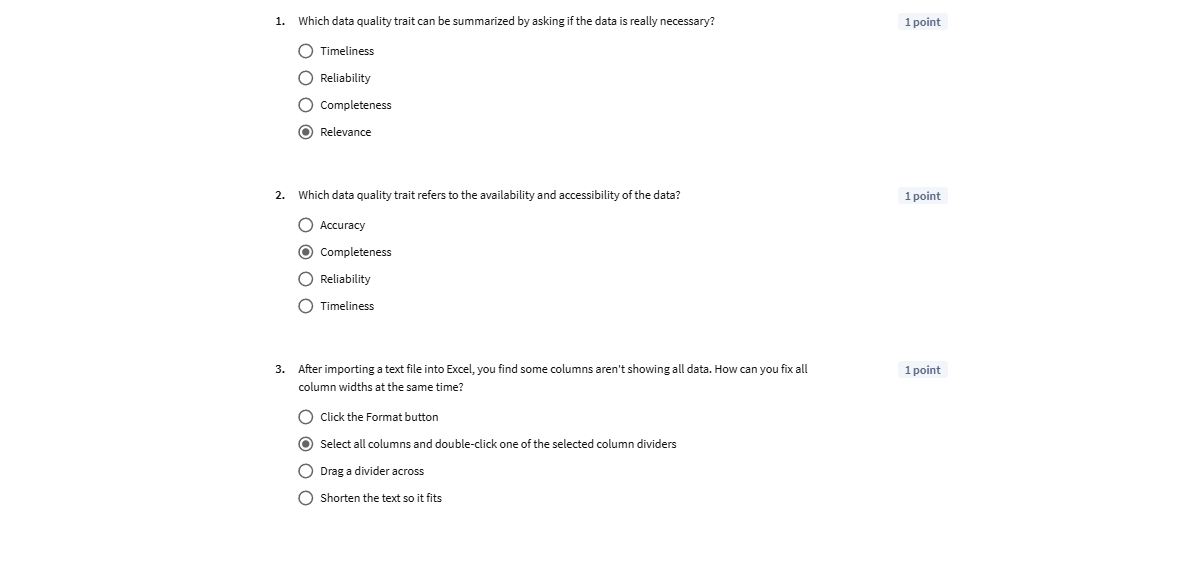 1. Which data quality trait can be summarized by asking if the data is really necessary? 1 point
Timeliness
Reliability
Completeness
Relevance
2. Which data quality trait refers to the availability and accessibility of the data? 1 point
Accuracy
Completeness
Reliability
Timeliness
3. After importing a text file into Excel, you find some columns aren't showing all data. How can you fix all 1 point
column widths at the same time?
Click the Format button
Select all columns and double-click one of the selected column dividers
Drag a divider across
Shorten the text so it fits